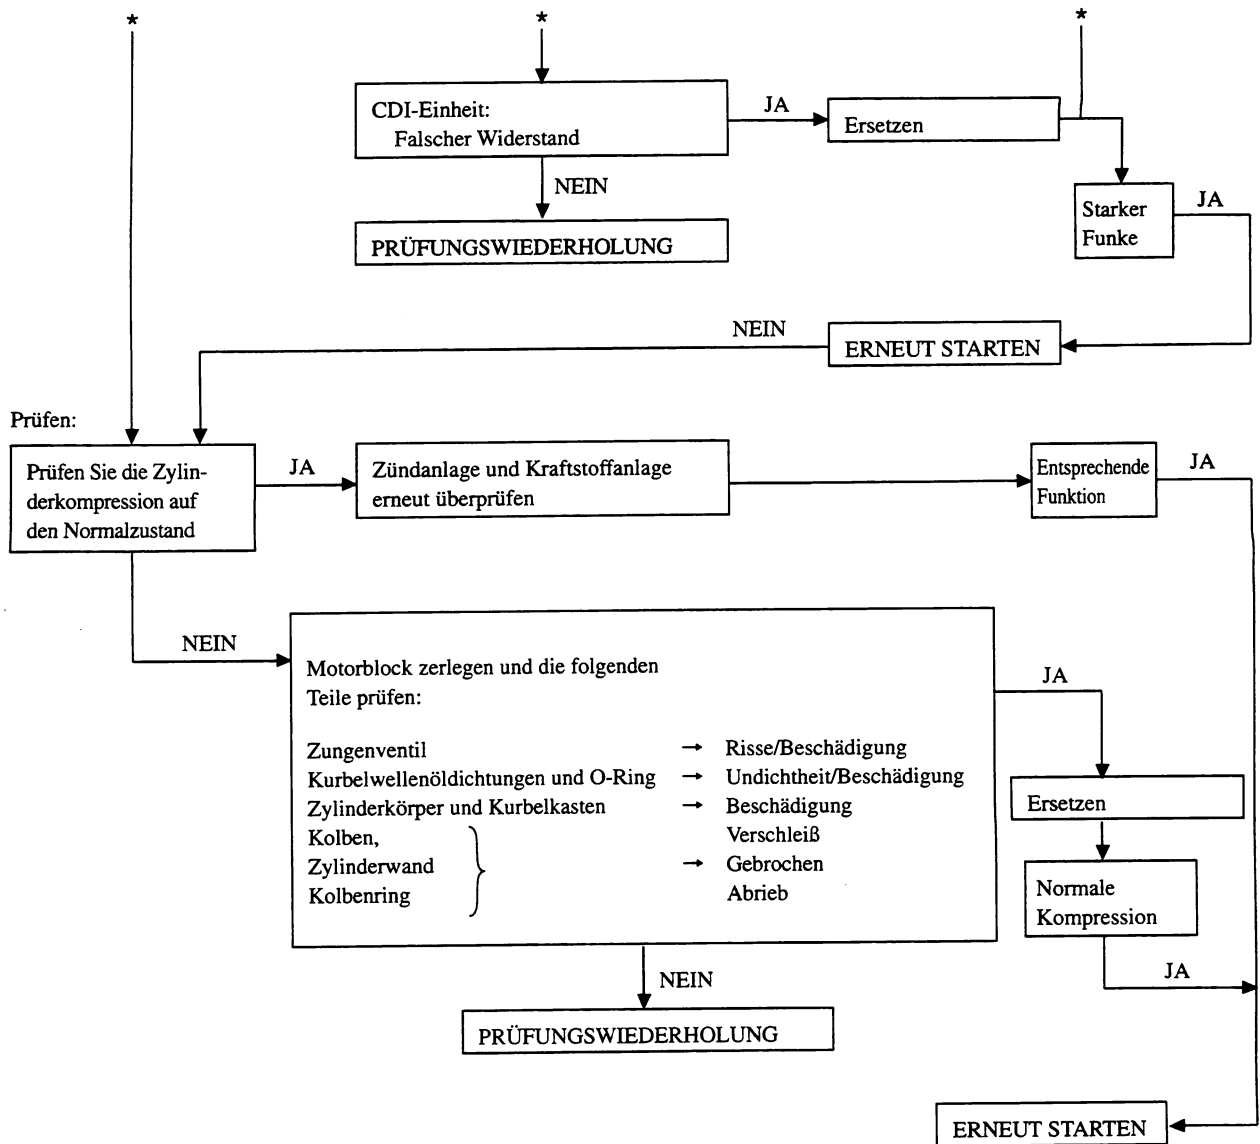 * * *
CDI-Einheit:
Falscher Widerstand
JA
Ersetzen
NEIN
PRÜFUNGSWIEDERHOLUNG
Starker
Funke
JA
NEIN
ERNEUT STARTEN
Prüfen:
Prüfen Sie die Zylin-
derkompression auf
den Normalzustand
JA
Zündanlage und Kraftstoffanlage
erneut überprüfen
Entsprechende
Funktion
JA
NEIN
Motorblock zerlegen und die folgenden
Teile prüfen:
Zungenventil → Risse/Beschädigung
Kurbelwellenöldichtungen und O-Ring → Undichtheit/Beschädigung
Zylinderkörper und Kurbelkasten → Beschädigung
Kolben, Verschleiß
Zylinderwand → Gebrochen
Kolbenring Abrieb
JA
Ersetzen
Normale
Kompression
JA
NEIN
PRÜFUNGSWIEDERHOLUNG
ERNEUT STARTEN